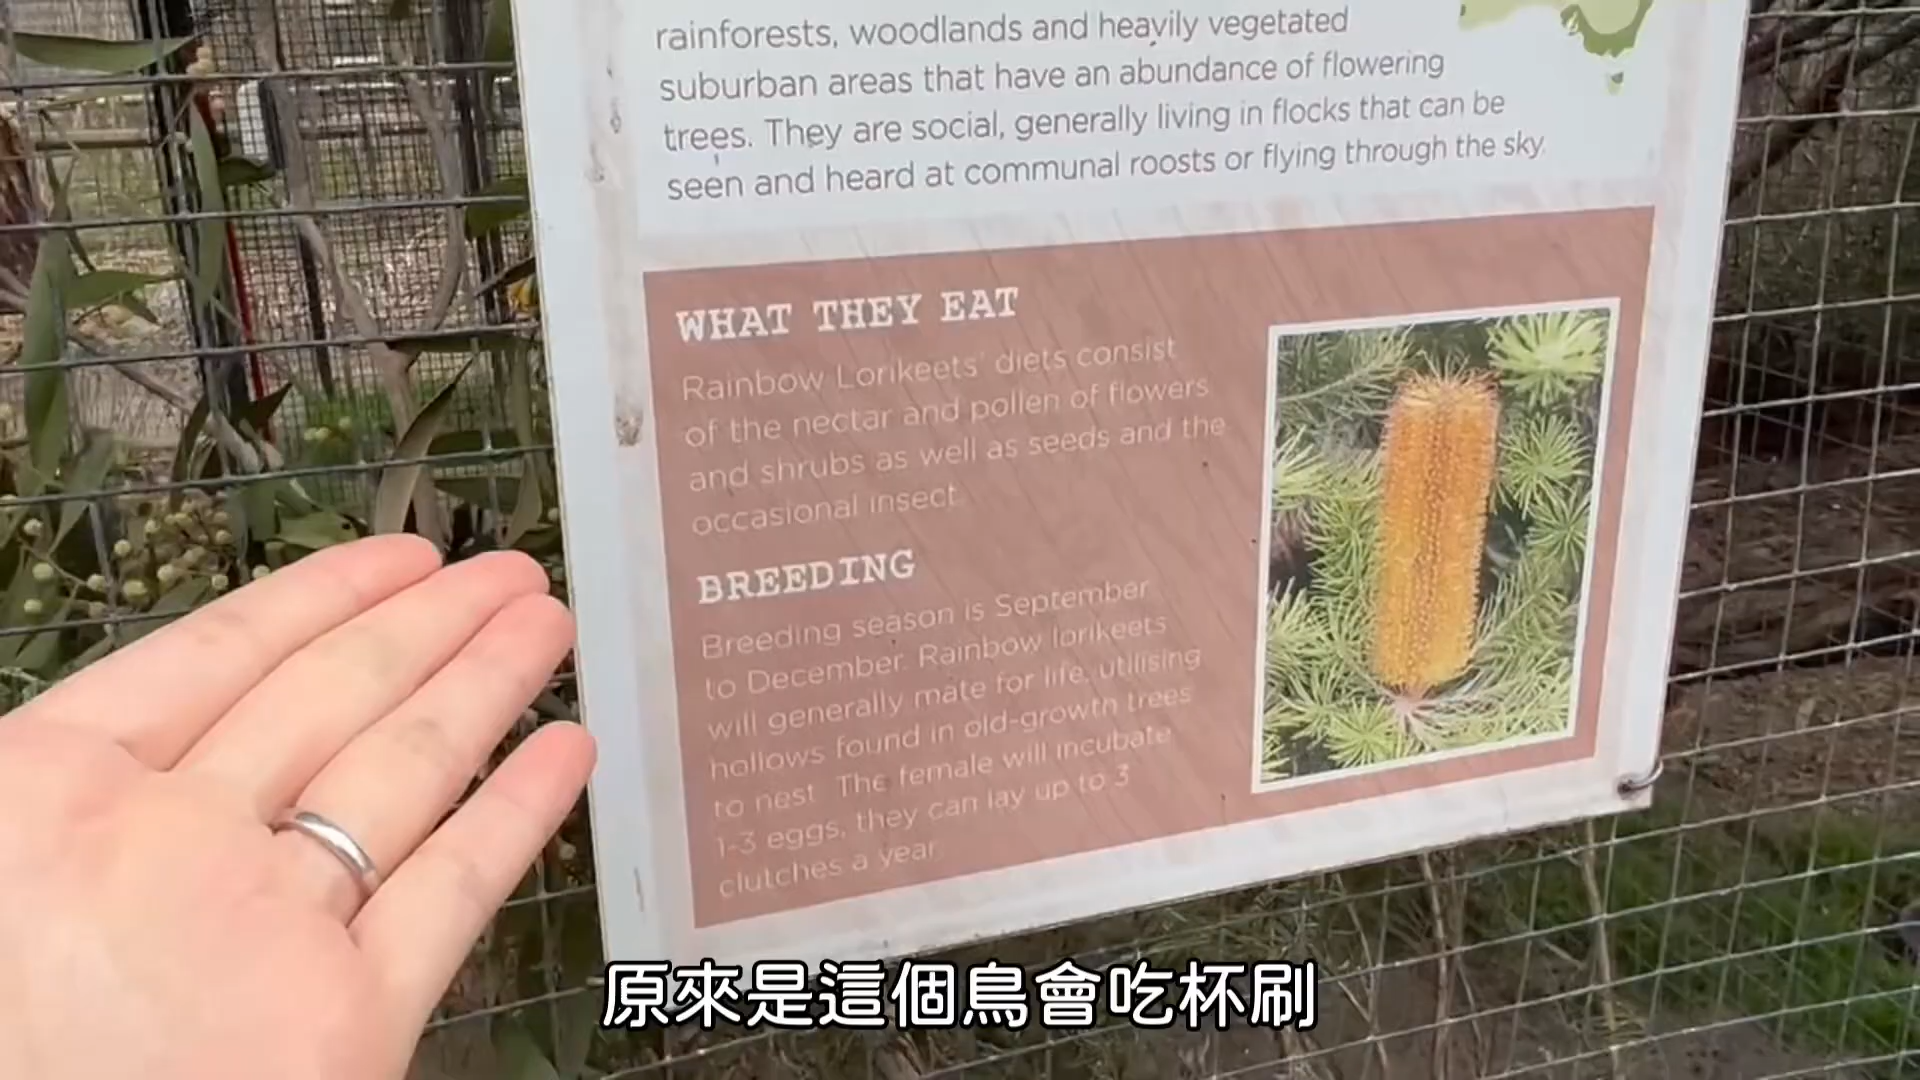 rainforests, woodlands and heavily vegetated
suburban areas that have an abundance of flowering
trees. They are social, generally living in flocks that can be
seen and heard at communal roosts or flying through the sky.
WHAT THEY EAT
Rainbow Lorikeets' diets consist
of the nectar and pollen of flowers
and shrubs as well as seeds and the
occasional insect.
BREEDING
Breeding season is September
to December. Rainbow lorikeets
will generally mate for life, utilising
hollows found in old-growth trees
to nest. The female will incubate
1-3 eggs, they can lay up to 3
clutches a year.
原來是這個鳥會吃杯刷